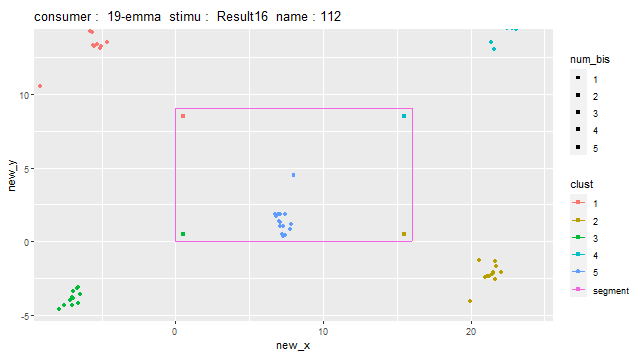 consumer :  19-emma  stimu :  Result16  name : 112
new_y
10
5
0
-5
0
10
20
new_x
num_bis
1
2
3
4
5
clust
1
2
3
4
5
segment